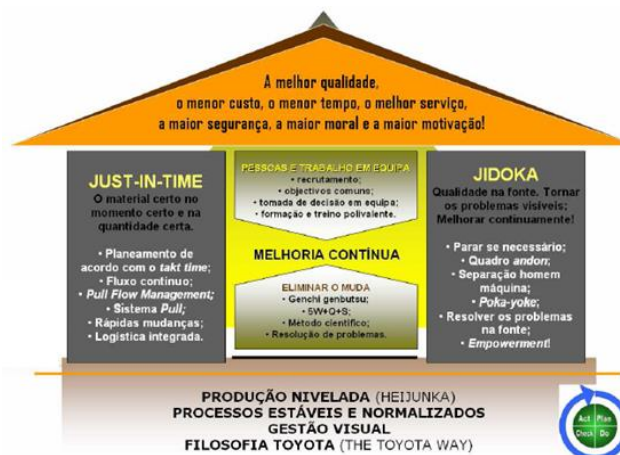 A melhor qualidade,
o menor custo, o menor tempo, o melhor serviço,
a maior segurança, a maior moral e a maior motivação!
JUST-IN-TIME
O material certo no
momento certo e na
quantidade certa.
• Planeamento de
acordo com o takt time;
• Fluxo contínuo;
• Pull Flow Management;
• Sistema Pull;
• Rápidas mudanças;
• Logística integrada.
PESSOAS E TRABALHO EM EQUIPA
• recrutamento;
• objectivos comuns;
• tomada de decisão em equipa;
• formação e treino polivalente.
MELHORIA CONTÍNUA
ELIMINAR O MUDA
• Genchi genbutsu;
• 5W+Q+S;
• Método científico;
• Resolução de problemas.
JIDOKA
Qualidade na fonte. Tornar
os problemas visíveis;
Melhorar continuamente!
• Parar se necessário;
• Quadro andon;
• Separação homem
máquina;
• Poka-yoke;
• Resolver os problemas
na fonte;
• Empowerment!
PRODUÇÃO NIVELADA (HEIJUNKA)
PROCESSOS ESTÁVEIS E NORMALIZADOS
GESTÃO VISUAL
FILOSOFIA TOYOTA (THE TOYOTA WAY)
Act Plan
Check Do